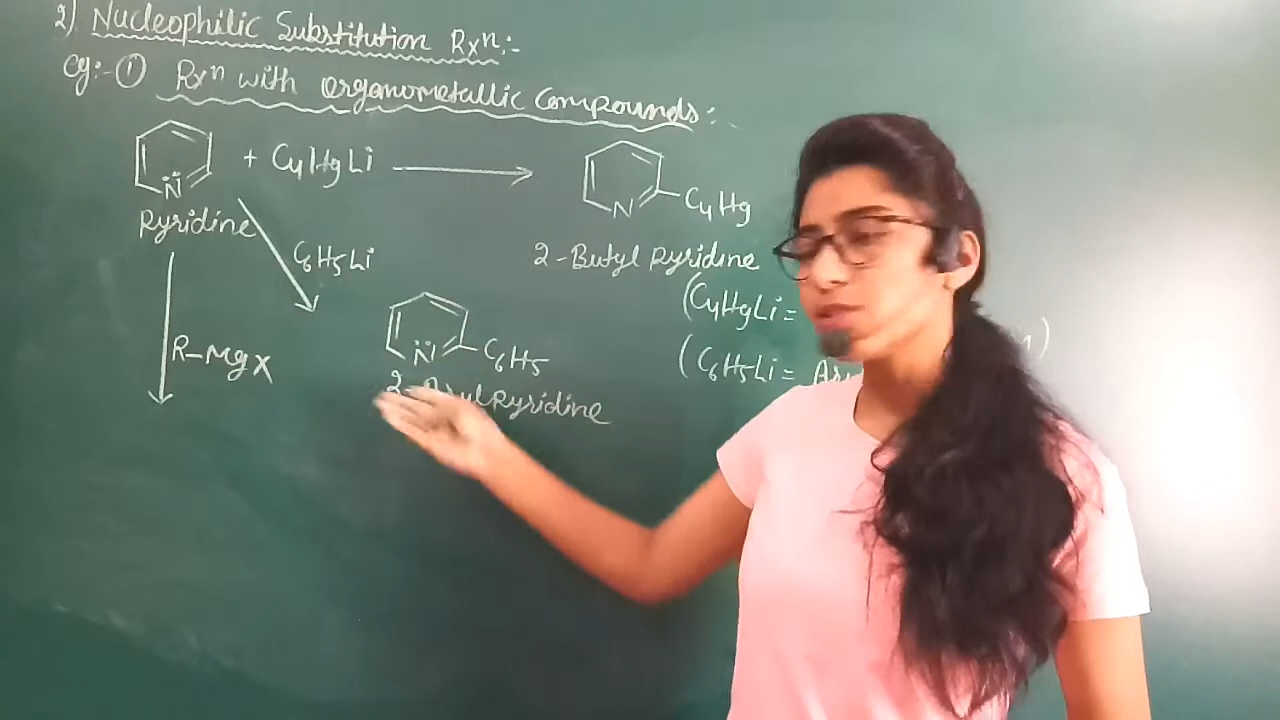 2) Nucleophilic Substitution Rxⁿ:-
eg:- ① Rxⁿ with Organometallic Compounds:-
N + C4H9Li
N C4H9
Pyridine
2-Butyl pyridine
C6H5Li
(C4H9Li =
R-Mgx
N C6H5
(C6H5Li =
2- pyridine